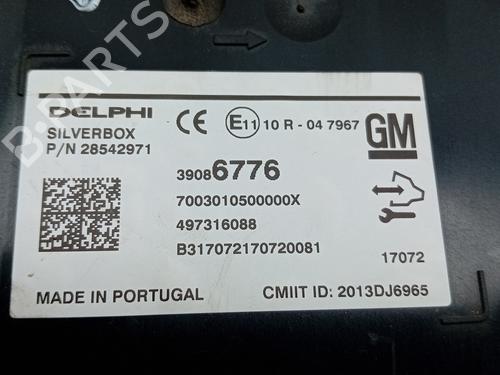 DELPHI
SILVERBOX
P/N 28542971
CE
E11 10 R - 04 7967
GM
39086776
7003010500000X
497316088
B317072170720081
17072
MADE IN PORTUGAL
CMIIT ID: 2013DJ6965
B-PARTS